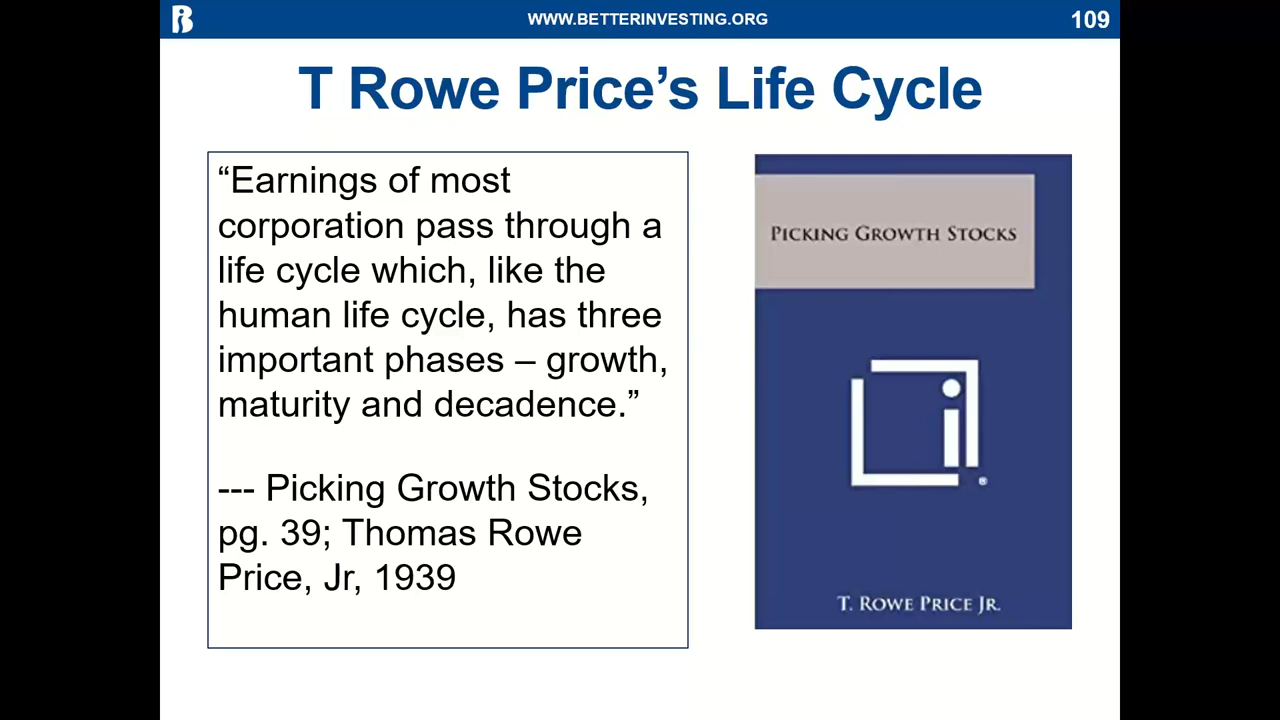 WWW.BETTERINVESTING.ORG
109
T Rowe Price’s Life Cycle
“Earnings of most
corporation pass through a
life cycle which, like the
human life cycle, has three
important phases – growth,
maturity and decadence.”
--- Picking Growth Stocks,
pg. 39; Thomas Rowe
Price, Jr, 1939
PICKING GROWTH STOCKS
®
T. ROWE PRICE JR.